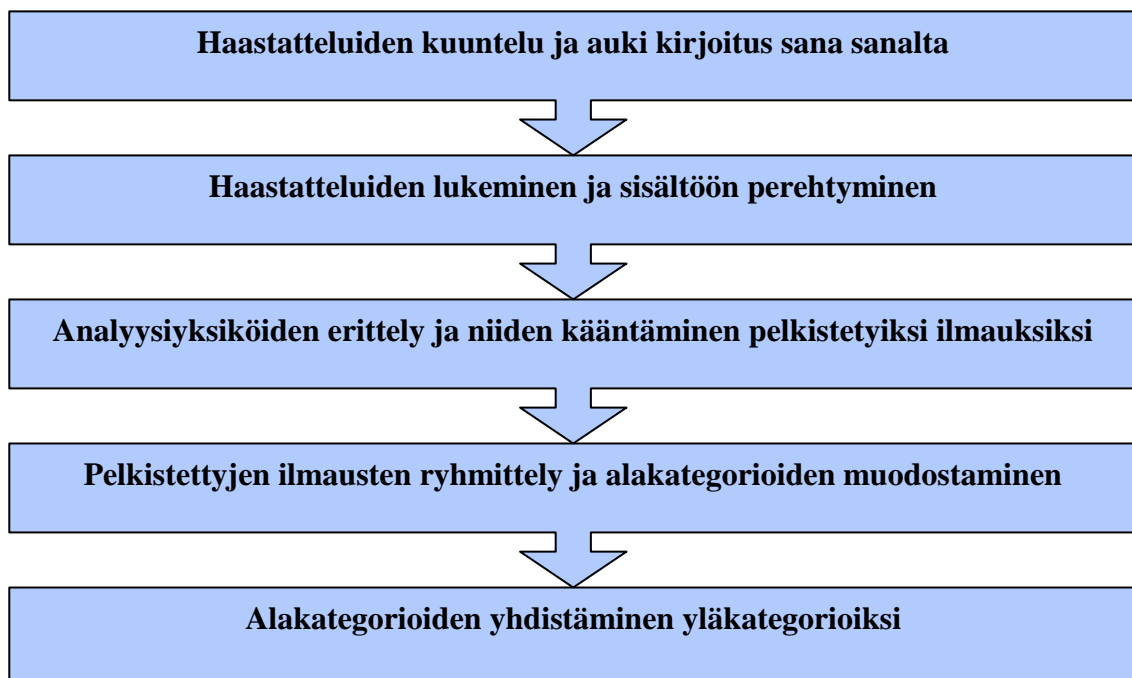 Haastatteluiden kuuntelu ja auki kirjoitus sana sanalta
Haastatteluiden lukeminen ja sisältöön perehtyminen
Analyysiyksiköiden erittely ja niiden kääntäminen pelkistetyiksi ilmauksiksi
Pelkistettyjen ilmausten ryhmittely ja alakategorioiden muodostaminen
Alakategorioiden yhdistäminen yläkategorioiksi